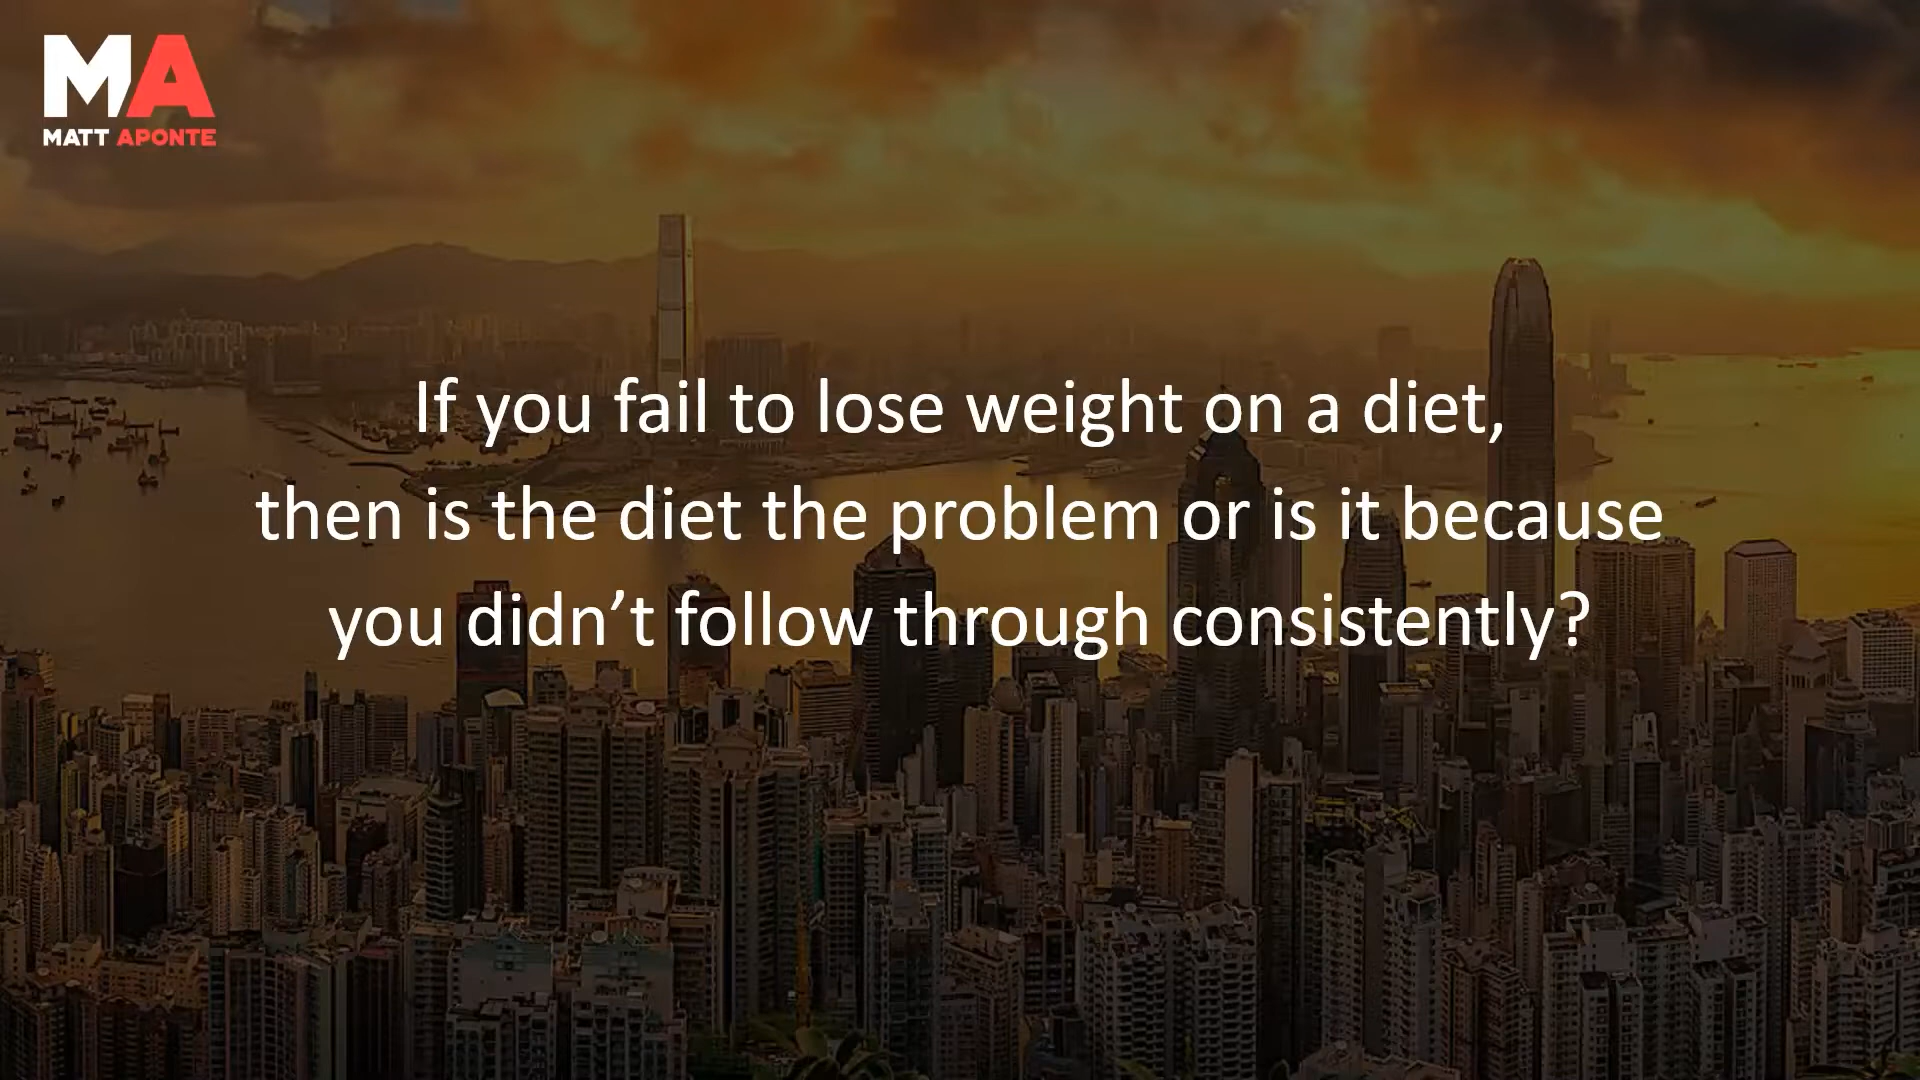 MA
MATT APONTE
If you fail to lose weight on a diet,
then is the diet the problem or is it because
you didn’t follow through consistently?